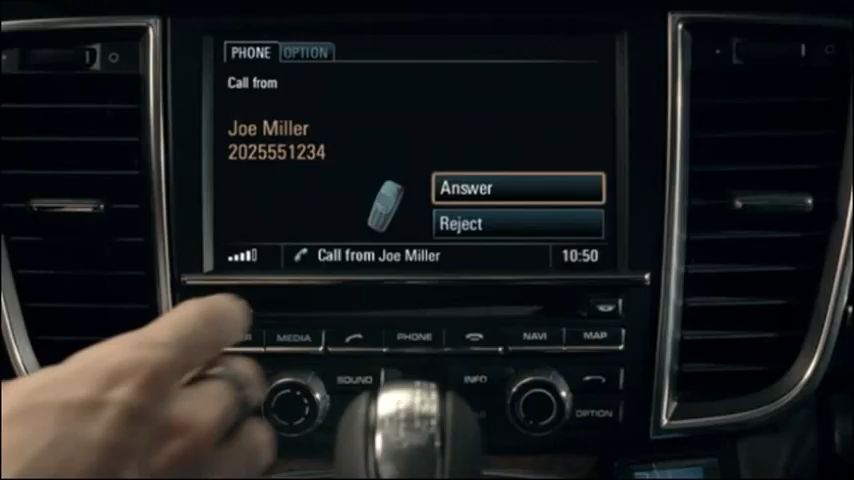 PHONE OPTION
Call from
Joe Miller
2025551234
Answer
Reject
Call from Joe Miller 10:50
MEDIA PHONE NAVI MAP
SOUND INFO
OPTION